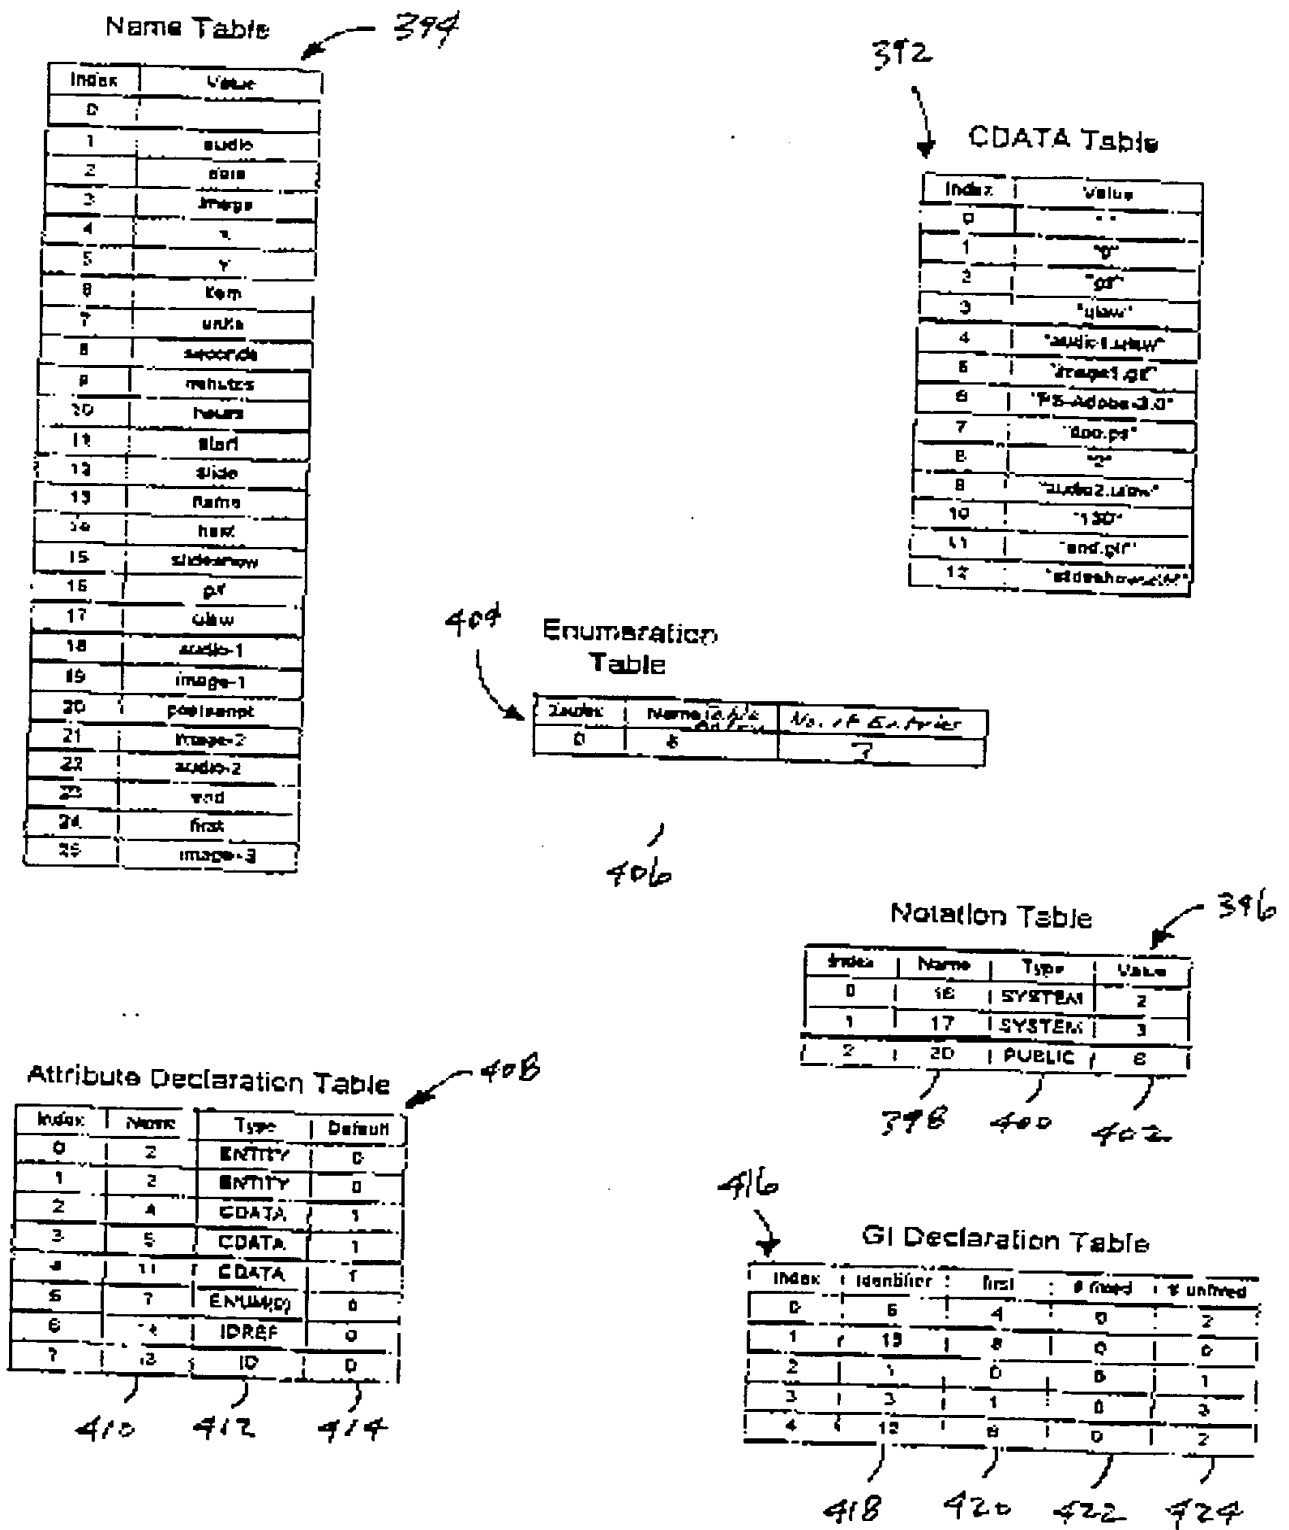 Name Table
394
Index Value
0
1 audio
2 data
3 image
4 x
5 y
6 item
7 units
8 seconds
9 minutes
10 hours
11 start
12 slide
13 name
14
15 slideshow
16 gif
17 ulaw
18 audio-1
19 image-1
20 postscript
21 image-2
22 audio-2
23 end
24 first
25 image-3
392
CDATA Table
Index Value
0 " "
1 "0"
2 "gif"
3 "ulaw"
4 "audio1.ulaw"
5 "image1.gif"
6 "PS-Adobe-3.0"
7
8 "2"
9 "audio2.ulaw"
10
11 "end.gif"
12
404
Enumeration
Table
Index Name Table No. of Entries
0 8
406
Notation Table
396
Index Name Type Value
0 16 SYSTEM 2
1 17 SYSTEM 3
2 20 PUBLIC 6
398 400 402
Attribute Declaration Table
408
Index Name Type Default
0 2 ENTITY 0
1 2 ENTITY 0
2 4 CDATA 1
3 5 CDATA 1
4 11 CDATA 1
5 7 ENUM(0) 0
6 IDREF 0
7 13 ID 0
410 412 414
416
GI Declaration Table
Index Identifier first # fixed # unfixed
0 6 4 0 2
1 0 0
2 1 0 1
3 3 1 0 3
4 12 6 0 2
418 420 422 424